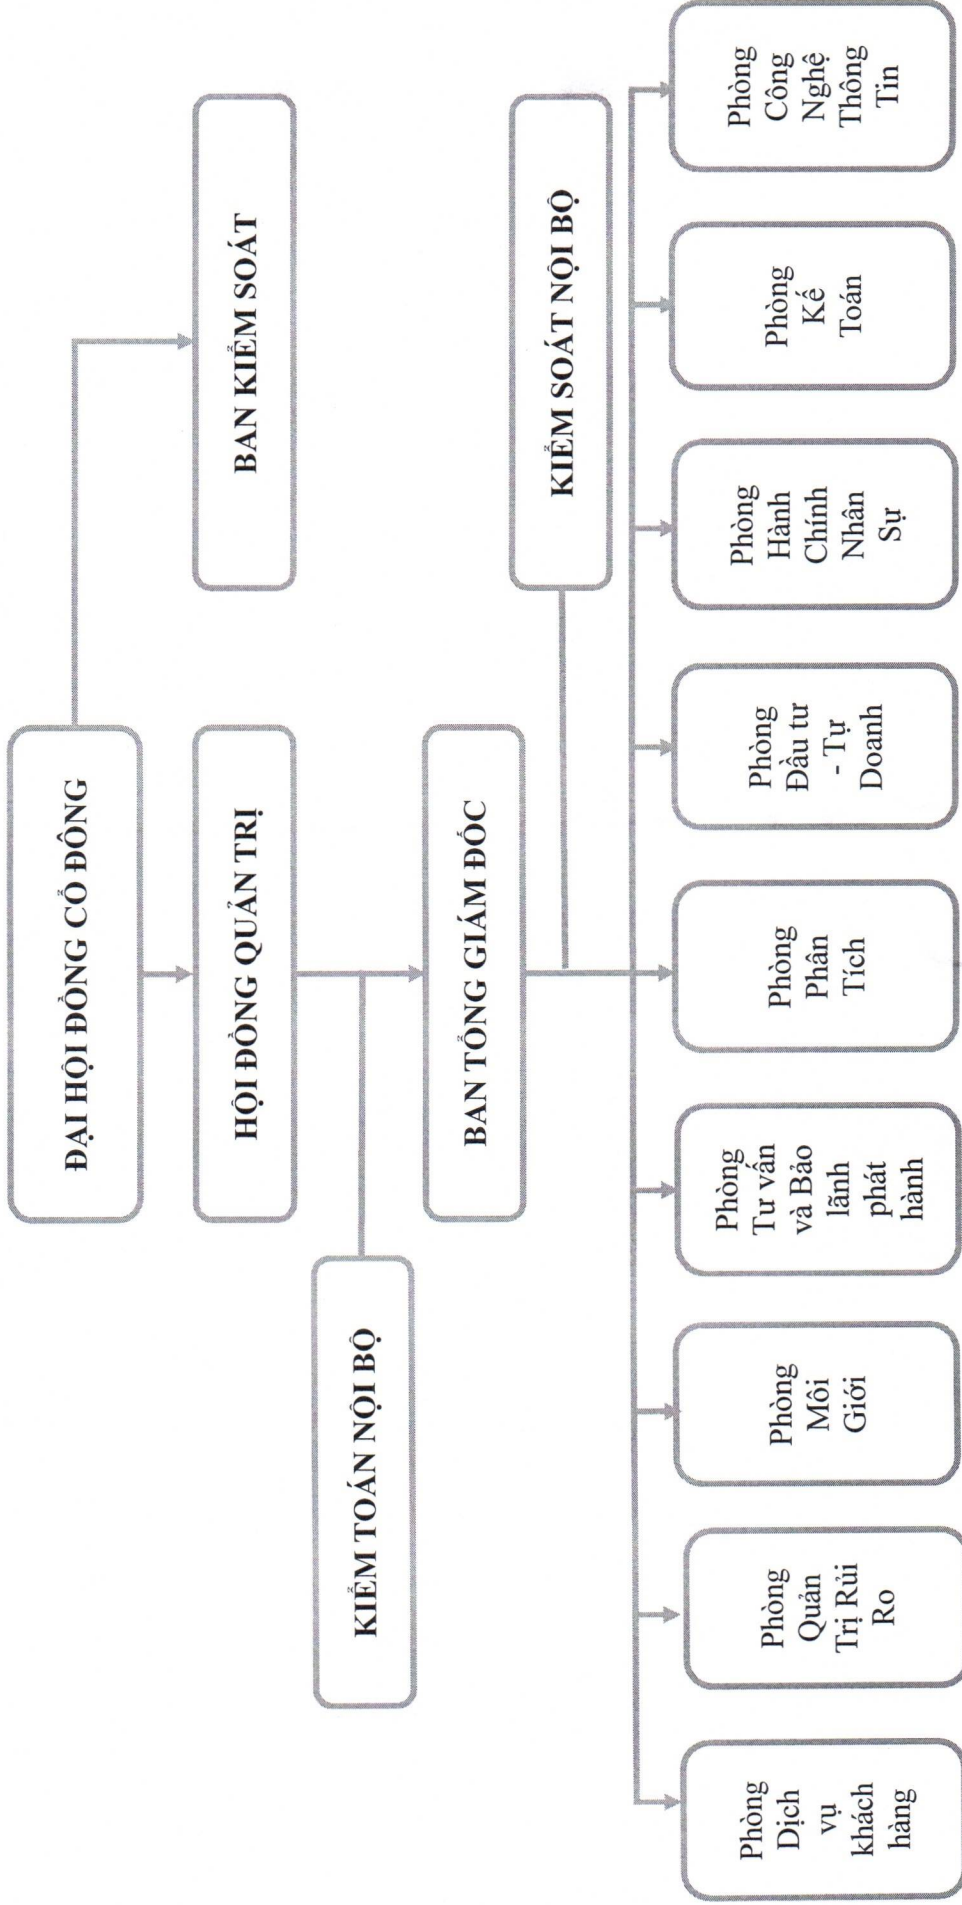 ĐẠI HỘI ĐỒNG CỔ ĐÔNG
BAN KIỂM SOÁT
HỘI ĐỒNG QUẢN TRỊ
KIỂM TOÁN NỘI BỘ
BAN TỔNG GIÁM ĐỐC
KIỂM SOÁT NỘI BỘ
Phòng
Dịch
vụ
khách
hàng
Phòng
Quản
Trị Rủi
Ro
Phòng
Môi
Giới
Phòng
Tư vấn
và Bảo
lãnh
phát
hành
Phòng
Phân
Tích
Phòng
Đầu tư
- Tự
Doanh
Phòng
Hành
Chính
Nhân
Sự
Phòng
Kế
Toán
Phòng
Công
Nghệ
Thông
Tin